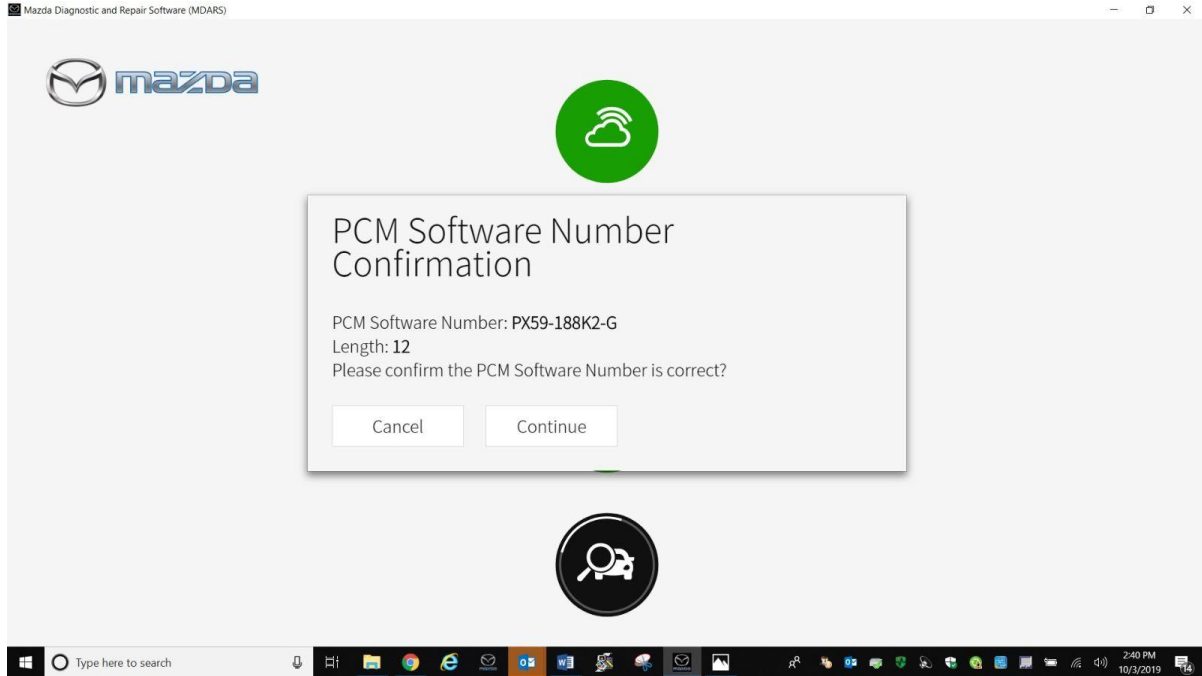 Mazda Diagnostic and Repair Software (MDARS)
mazda
PCM Software Number
Confirmation
PCM Software Number: PX59-188K2-G
Length: 12
Please confirm the PCM Software Number is correct?
Cancel
Continue
Type here to search
2:40 PM
10/3/2019
14